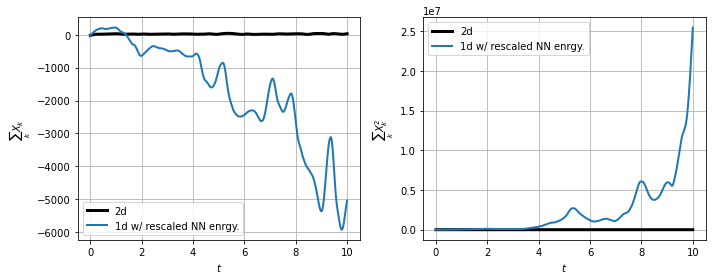 0
-1000
-2000
-3000
-4000
-5000
-6000
∑ₖ Xₖ
2d
1d w/ rescaled NN enrgy.
0 2 4 6 8 10
t
1e7
2.5
2.0
1.5
1.0
0.5
0.0
∑ₖ Xₖ²
2d
1d w/ rescaled NN enrgy.
0 2 4 6 8 10
t